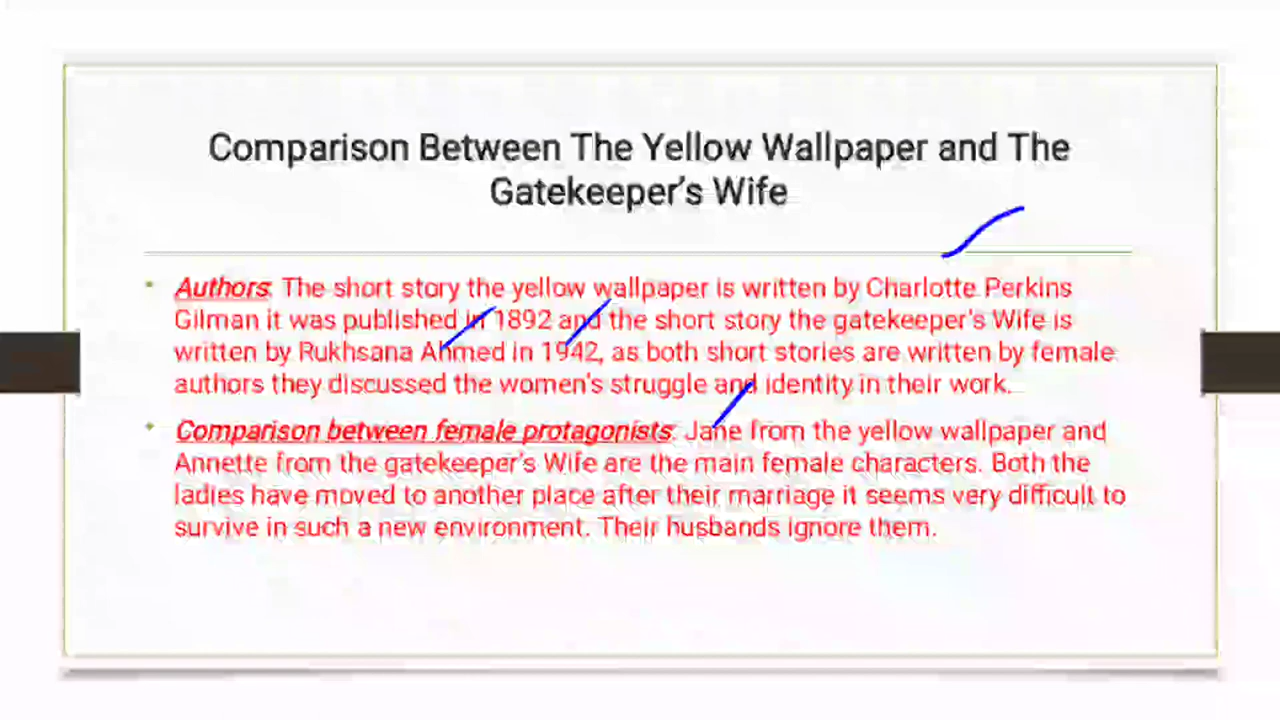 Comparison Between The Yellow Wallpaper and The
Gatekeeper's Wife
• Authors: The short story the yellow wallpaper is written by Charlotte Perkins
Gilman it was published in 1892 and the short story the gatekeeper's Wife is
written by Rukhsana Ahmed in 1942, as both short stories are written by female
authors they discussed the women's struggle and identity in their work.
• Comparison between female protagonists: Jane from the yellow wallpaper and
Annette from the gatekeeper's Wife are the main female characters. Both the
ladies have moved to another place after their marriage it seems very difficult to
survive in such a new environment. Their husbands ignore them.